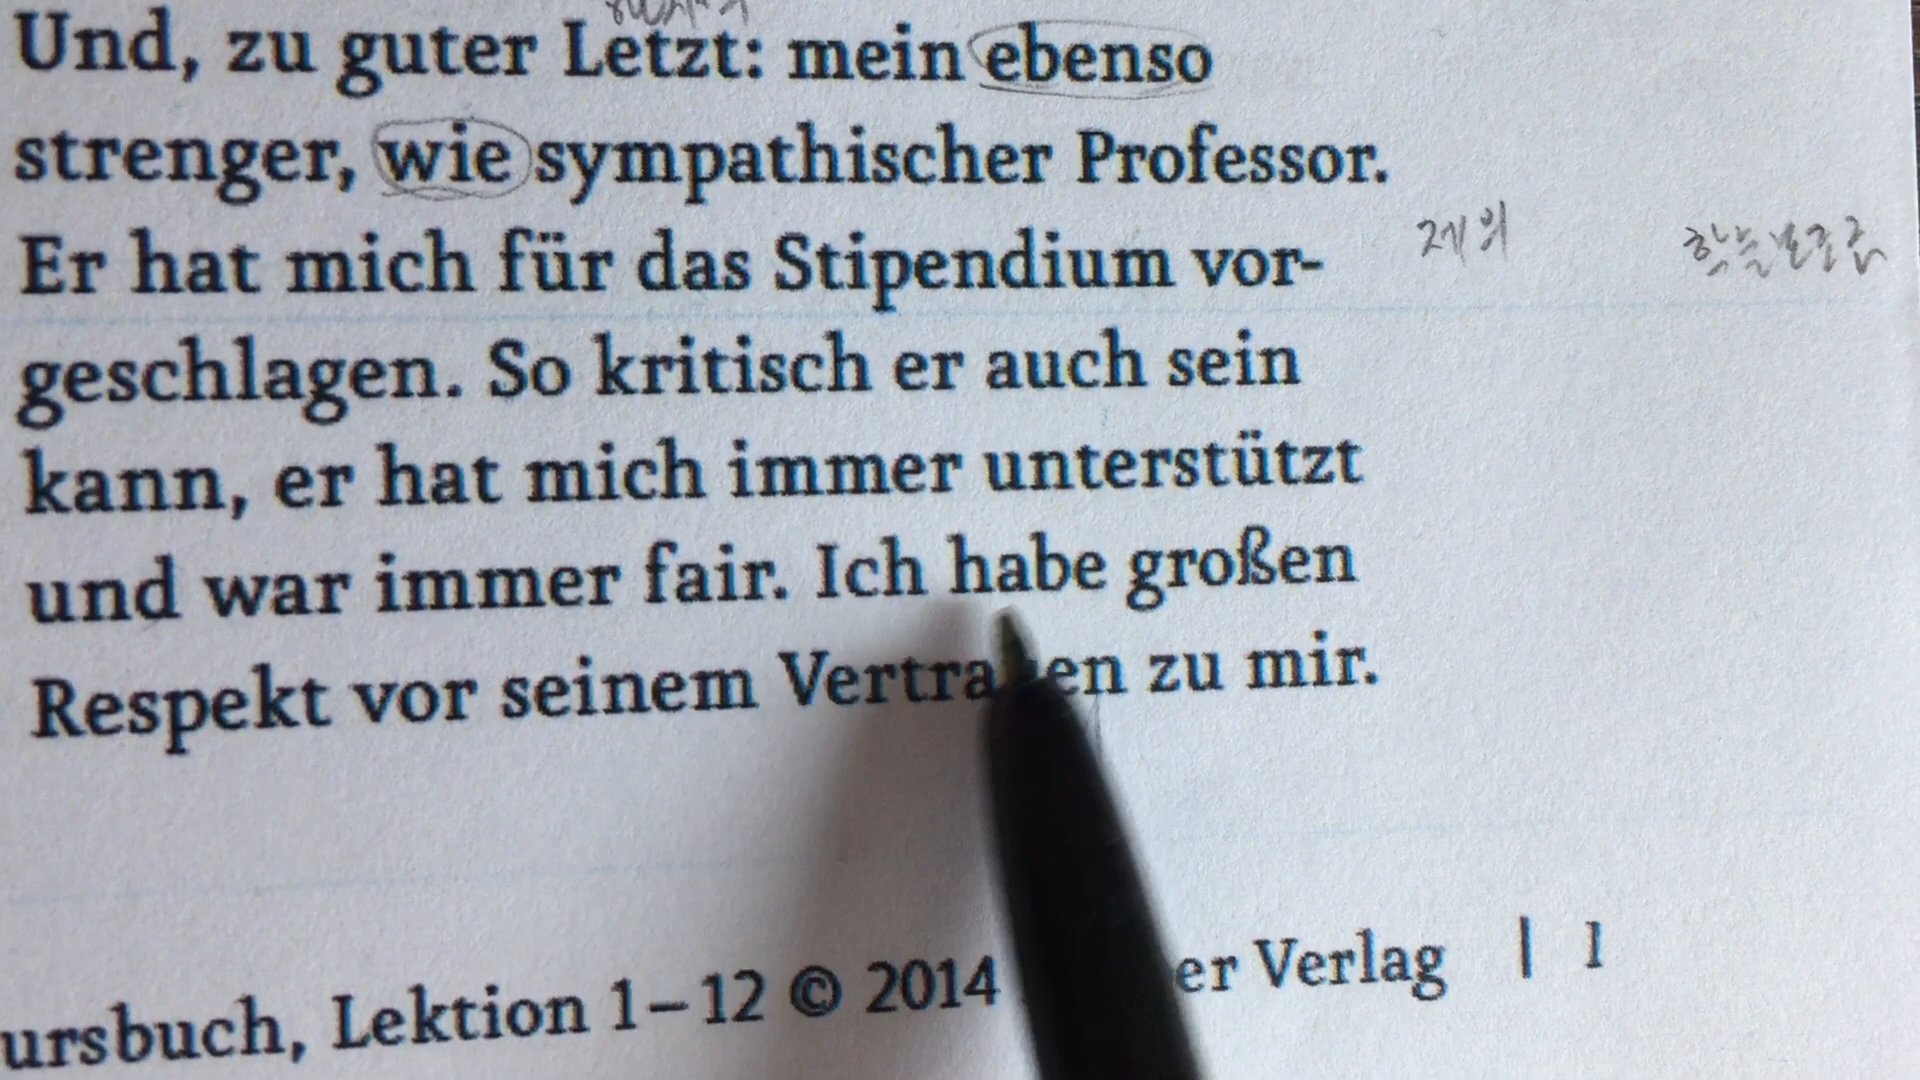 Und, zu guter Letzt: mein ebenso
strenger, wie sympathischer Professor.
Er hat mich für das Stipendium vor-
제의
geschlagen. So kritisch er auch sein
kann, er hat mich immer unterstützt
und war immer fair. Ich habe großen
Respekt vor seinem zu mir.
ursbuch, Lektion 1–12 © 2014 er Verlag | 1